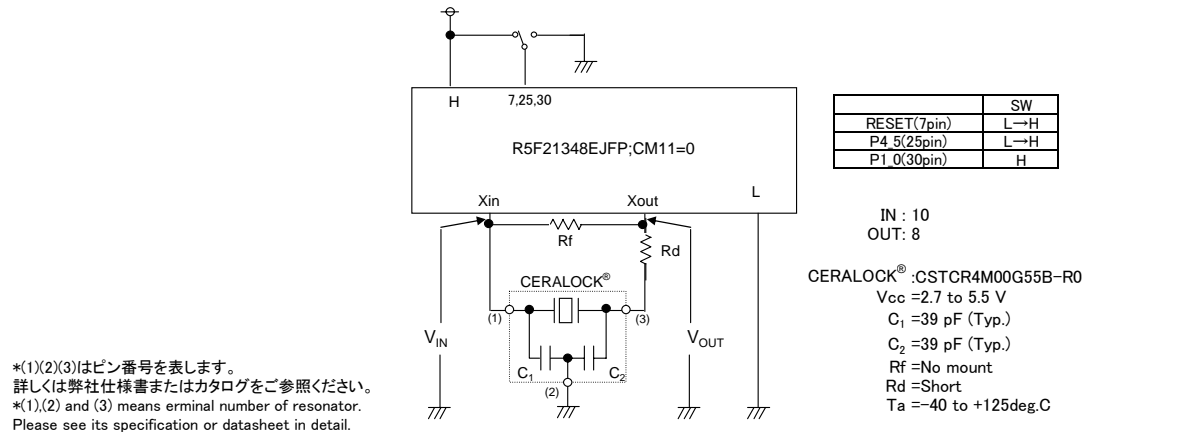 H
7,25,30
R5F21348EJFP;CM11=0
L
Xin
Xout
Rf
Rd
CERALOCK®
(1)
(3)
C1
C2
(2)
VIN
VOUT
SW
RESET(7pin) L→H
P4_5(25pin) L→H
P1_0(30pin) H
IN : 10
OUT: 8
CERALOCK® :CSTCR4M00G55B-R0
Vcc =2.7 to 5.5 V
C1 =39 pF (Typ.)
C2 =39 pF (Typ.)
Rf =No mount
Rd =Short
Ta =-40 to +125deg.C
*(1)(2)(3)はピン番号を表します。
詳しくは弊社仕様書またはカタログをご参照ください。
*(1),(2) and (3) means erminal number of resonator.
Please see its specification or datasheet in detail.